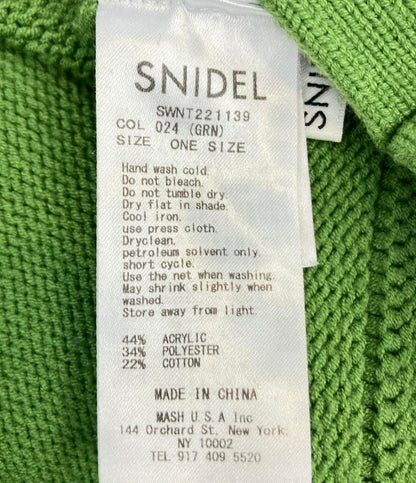 SNIDEL
SWNT221139
COL 024 (GRN)
SIZE ONE SIZE
Hand wash cold.
Do not bleach.
Do not tumble dry.
Dry flat in shade.
Cool iron.
use press cloth.
Dryclean.
petroleum solvent only.
short cycle.
Use the net when washing.
May shrink slightly when
washed.
Store away from light.
44% ACRYLIC
34% POLYESTER
22% COTTON
MADE IN CHINA
MASH U.S.A Inc
144 Orchard St, New York,
NY 10002
TEL 917 409 5520
SNI